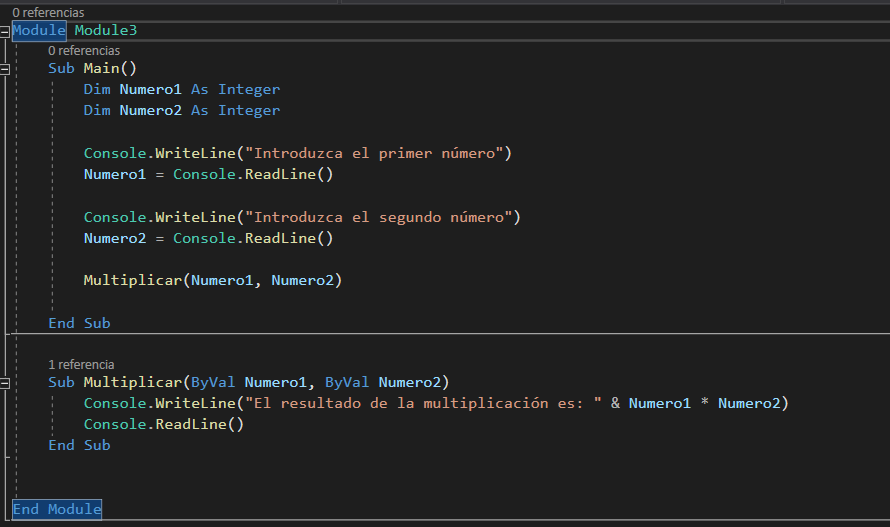 0 referencias
Module Module3
0 referencias
Sub Main()
Dim Numero1 As Integer
Dim Numero2 As Integer
Console.WriteLine("Introduzca el primer número")
Numero1 = Console.ReadLine()
Console.WriteLine("Introduzca el segundo número")
Numero2 = Console.ReadLine()
Multiplicar(Numero1, Numero2)
End Sub
1 referencia
Sub Multiplicar(ByVal Numero1, ByVal Numero2)
Console.WriteLine("El resultado de la multiplicación es: " & Numero1 * Numero2)
Console.ReadLine()
End Sub
End Module